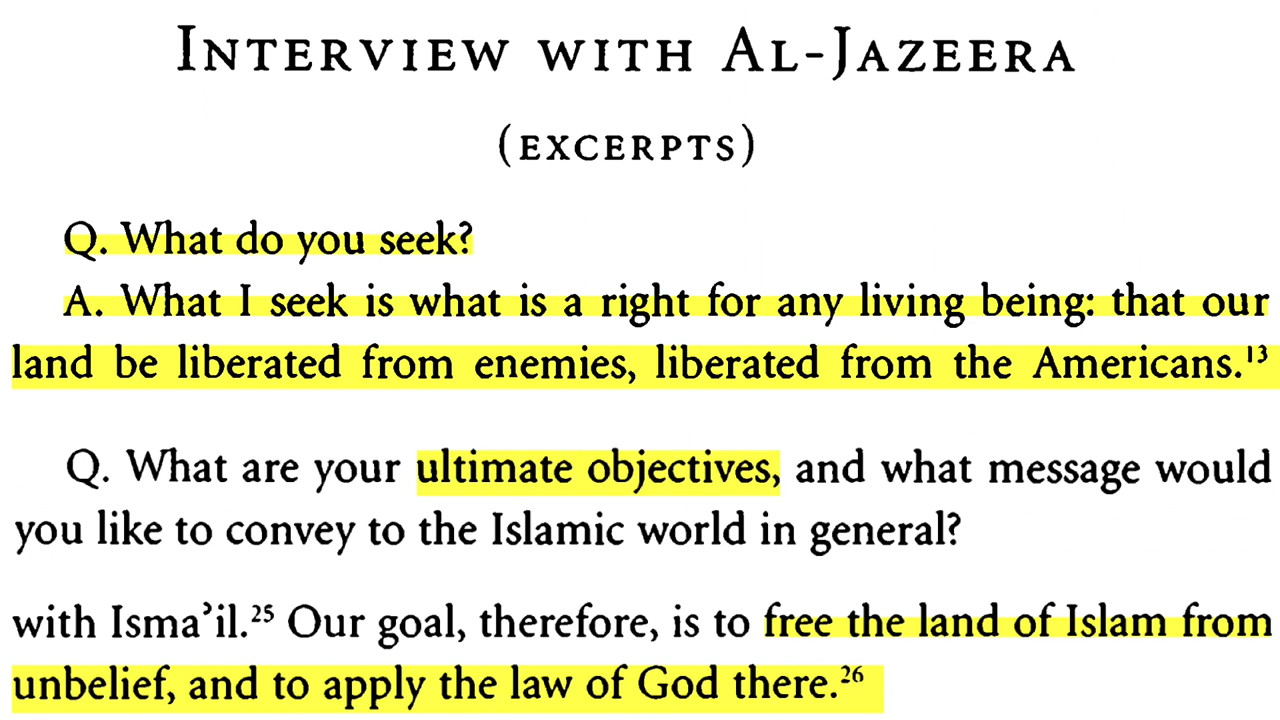 INTERVIEW WITH AL-JAZEERA
(EXCERPTS)
Q. What do you seek?
A. What I seek is what is a right for any living being: that our
land be liberated from enemies, liberated from the Americans.¹³
Q. What are your ultimate objectives, and what message would
you like to convey to the Islamic world in general?
with Ismaʾil.²⁵ Our goal, therefore, is to free the land of Islam from
unbelief, and to apply the law of God there.²⁶